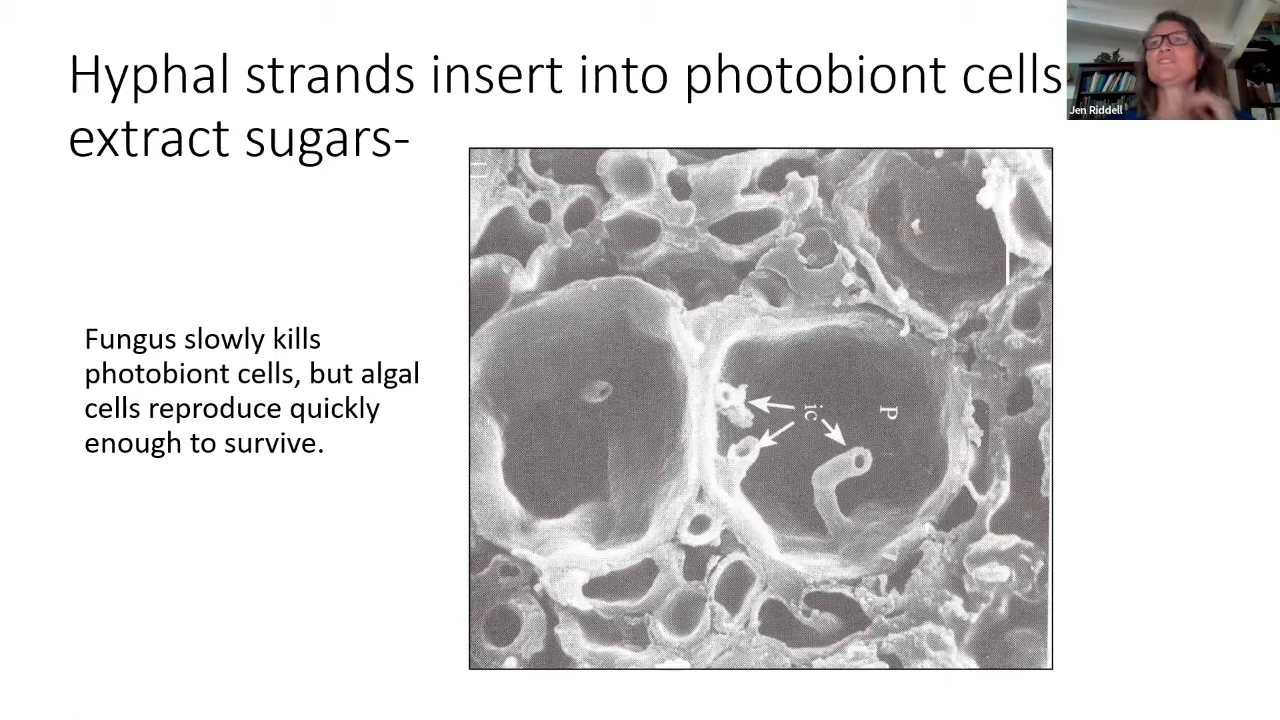 Hyphal strands insert into photobiont cells
extract sugars-
Jen Riddell
Fungus slowly kills
photobiont cells, but algal
cells reproduce quickly
enough to survive.
ic
P